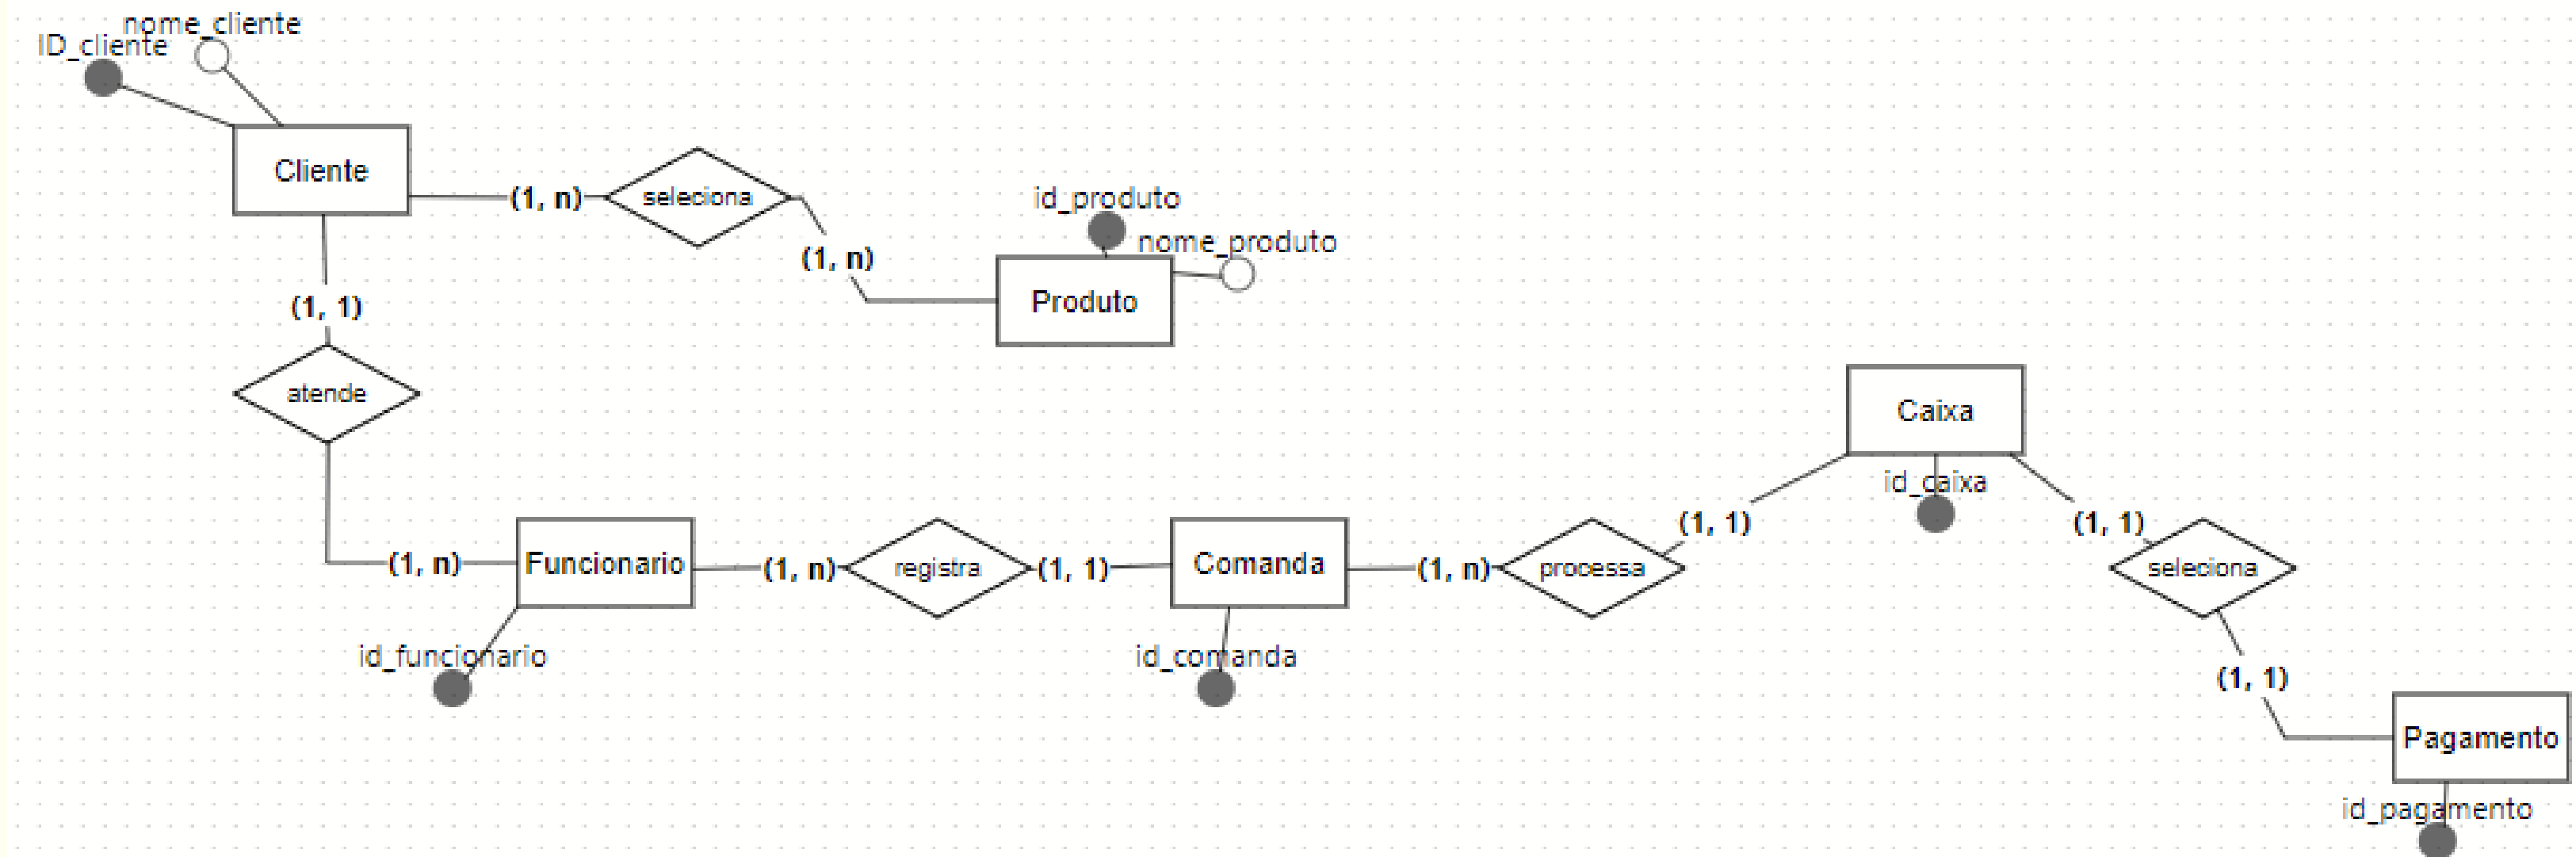 nome_cliente
ID_cliente
Cliente
(1, n)
seleciona
(1, n)
id_produto
nome_produto
Produto
(1, 1)
atende
(1, n)
Funcionario
id_funcionario
(1, n)
registra
(1, 1)
Comanda
id_comanda
(1, n)
processa
(1, 1)
Caixa
id_caixa
(1, 1)
seleciona
(1, 1)
Pagamento
id_pagamento